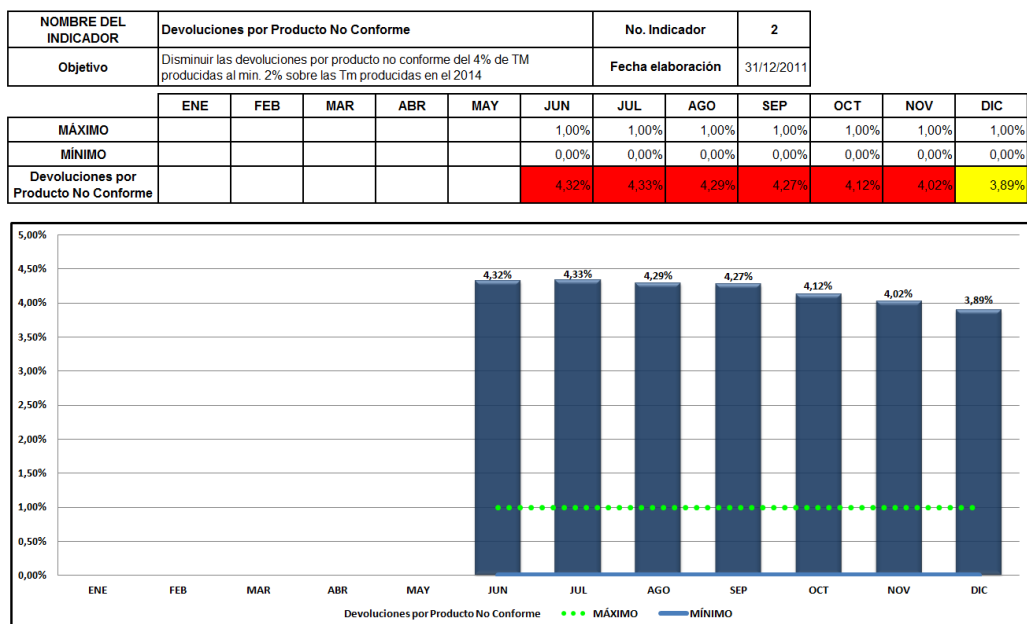 NOMBRE DEL INDICADOR Devoluciones por Producto No Conforme No. Indicador 2
Objetivo Disminuir las devoluciones por producto no conforme del 4% de TM
producidas al min. 2% sobre las Tm producidas en el 2014 Fecha elaboración 31/12/2011
ENE FEB MAR ABR MAY JUN JUL AGO SEP OCT NOV DIC
MÁXIMO 1,00% 1,00% 1,00% 1,00% 1,00% 1,00% 1,00%
MÍNIMO 0,00% 0,00% 0,00% 0,00% 0,00% 0,00% 0,00%
Devoluciones por
Producto No Conforme 4,32% 4,33% 4,29% 4,27% 4,12% 4,02% 3,89%
5,00%
4,50%
4,00%
3,50%
3,00%
2,50%
2,00%
1,50%
1,00%
0,50%
0,00%
4,32% 4,33% 4,29% 4,27% 4,12% 4,02% 3,89%
ENE FEB MAR ABR MAY JUN JUL AGO SEP OCT NOV DIC
Devoluciones por Producto No Conforme MÁXIMO MÍNIMO